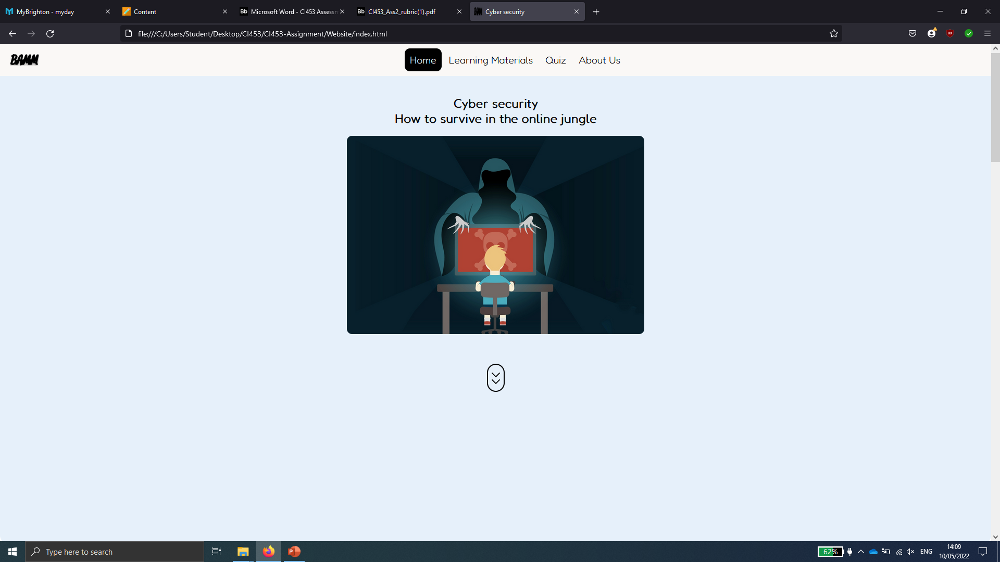 MyBrighton - myday
Content
Bb Microsoft Word - CI453 Assessm
Bb CI453_Ass2_rubric(1).pdf
BAMM Cyber security
file:///C:/Users/Student/Desktop/CI453/CI453-Assignment/Website/index.html
BAMM
Home Learning Materials Quiz About Us
Cyber security
How to survive in the online jungle
Type here to search
62%
ENG
14:09
10/05/2022